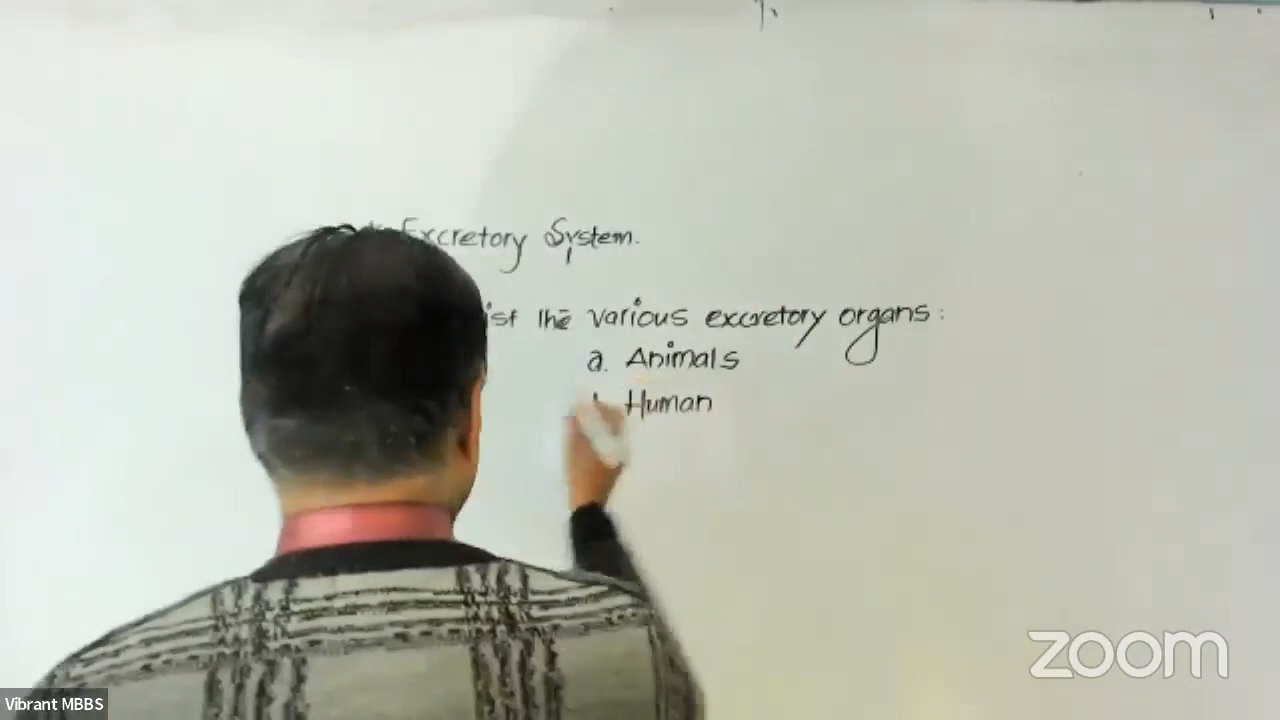 Excretory System.
the various excretory organs:
a. Animals
Human
zoom
Vibrant MBBS